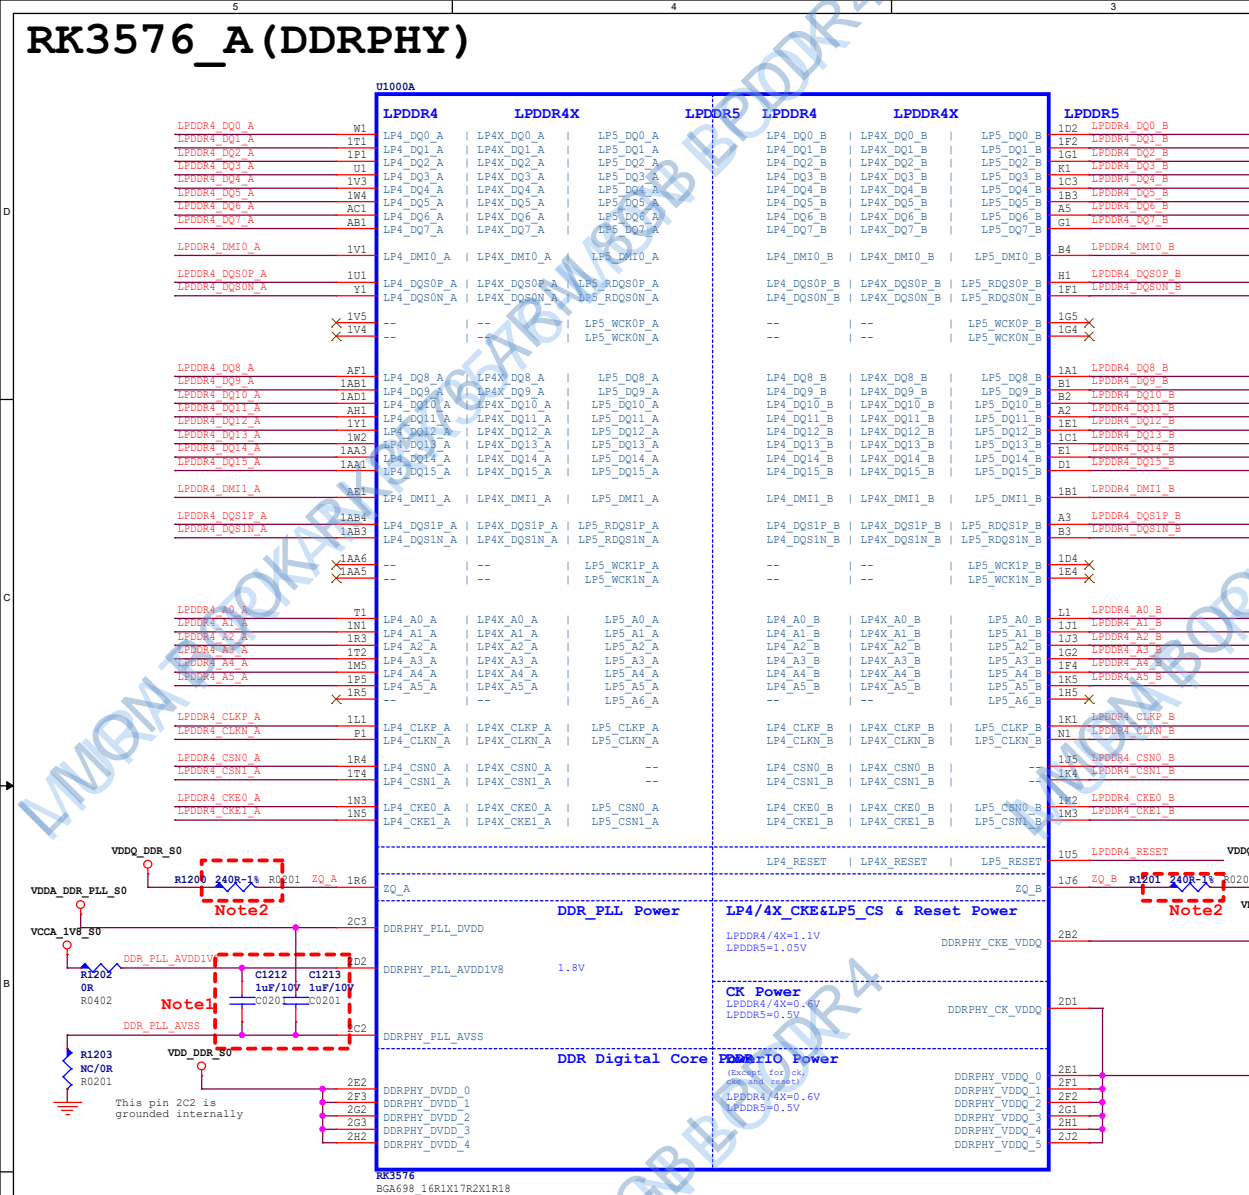 5 4 3
RK3576_A(DDRPHY)
U1000A
LPDDR4 LPDDR4X LPDDR5 LPDDR4 LPDDR4X LPDDR5
LPDDR4_DQ0_A W1 LP4_DQ0_A | LP4X_DQ0_A | LP5_DQ0_A LP4_DQ0_B | LP4X_DQ0_B | LP5_DQ0_B 1D2 LPDDR4_DQ0_B
LPDDR4_DQ1_A 1T1 LP4_DQ1_A | LP4X_DQ1_A | LP5_DQ1_A LP4_DQ1_B | LP4X_DQ1_B | LP5_DQ1_B 1F2 LPDDR4_DQ1_B
LPDDR4_DQ2_A 1P1 LP4_DQ2_A | LP4X_DQ2_A | LP5_DQ2_A LP4_DQ2_B | LP4X_DQ2_B | LP5_DQ2_B 1G1 LPDDR4_DQ2_B
LPDDR4_DQ3_A U1 LP4_DQ3_A | LP4X_DQ3_A | LP5_DQ3_A LP4_DQ3_B | LP4X_DQ3_B | LP5_DQ3_B K1 LPDDR4_DQ3_B
LPDDR4_DQ4_A 1V3 LP4_DQ4_A | LP4X_DQ4_A | LP5_DQ4_A LP4_DQ4_B | LP4X_DQ4_B | LP5_DQ4_B 1C3 LPDDR4_DQ4_B
LPDDR4_DQ5_A 1W4 LP4_DQ5_A | LP4X_DQ5_A | LP5_DQ5_A LP4_DQ5_B | LP4X_DQ5_B | LP5_DQ5_B 1B3 LPDDR4_DQ5_B
LPDDR4_DQ6_A AC1 LP4_DQ6_A | LP4X_DQ6_A | LP5_DQ6_A LP4_DQ6_B | LP4X_DQ6_B | LP5_DQ6_B A5 LPDDR4_DQ6_B
D
LPDDR4_DQ7_A AB1 LP4_DQ7_A | LP4X_DQ7_A | LP5_DQ7_A LP4_DQ7_B | LP4X_DQ7_B | LP5_DQ7_B G1 LPDDR4_DQ7_B
LPDDR4_DMI0_A 1V1 LP4_DMI0_A | LP4X_DMI0_A | LP5_DMI0_A LP4_DMI0_B | LP4X_DMI0_B | LP5_DMI0_B B4 LPDDR4_DMI0_B
LPDDR4_DQS0P_A 1U1 LP4_DQS0P_A | LP4X_DQS0P_A | LP5_RDQS0P_A LP4_DQS0P_B | LP4X_DQS0P_B | LP5_RDQS0P_B H1 LPDDR4_DQS0P_B
LPDDR4_DQS0N_A Y1 LP4_DQS0N_A | LP4X_DQS0N_A | LP5_RDQS0N_A LP4_DQS0N_B | LP4X_DQS0N_B | LP5_RDQS0N_B 1F1 LPDDR4_DQS0N_B
1V5 -- | -- | LP5_WCK0P_A -- | -- | LP5_WCK0P_B 1G5
1V4 -- | -- | LP5_WCK0N_A -- | -- | LP5_WCK0N_B 1G4
LPDDR4_DQ8_A AF1 LP4_DQ8_A | LP4X_DQ8_A | LP5_DQ8_A LP4_DQ8_B | LP4X_DQ8_B | LP5_DQ8_B 1A1 LPDDR4_DQ8_B
LPDDR4_DQ9_A 1AB1 LP4_DQ9_A | LP4X_DQ9_A | LP5_DQ9_A LP4_DQ9_B | LP4X_DQ9_B | LP5_DQ9_B B1 LPDDR4_DQ9_B
LPDDR4_DQ10_A 1AD1 LP4_DQ10_A | LP4X_DQ10_A | LP5_DQ10_A LP4_DQ10_B | LP4X_DQ10_B | LP5_DQ10_B B2 LPDDR4_DQ10_B
LPDDR4_DQ11_A AH1 LP4_DQ11_A | LP4X_DQ11_A | LP5_DQ11_A LP4_DQ11_B | LP4X_DQ11_B | LP5_DQ11_B A2 LPDDR4_DQ11_B
LPDDR4_DQ12_A 1Y1 LP4_DQ12_A | LP4X_DQ12_A | LP5_DQ12_A LP4_DQ12_B | LP4X_DQ12_B | LP5_DQ12_B 1E1 LPDDR4_DQ12_B
LPDDR4_DQ13_A 1W2 LP4_DQ13_A | LP4X_DQ13_A | LP5_DQ13_A LP4_DQ13_B | LP4X_DQ13_B | LP5_DQ13_B 1C1 LPDDR4_DQ13_B
LPDDR4_DQ14_A 1AA3 LP4_DQ14_A | LP4X_DQ14_A | LP5_DQ14_A LP4_DQ14_B | LP4X_DQ14_B | LP5_DQ14_B E1 LPDDR4_DQ14_B
LPDDR4_DQ15_A 1AA1 LP4_DQ15_A | LP4X_DQ15_A | LP5_DQ15_A LP4_DQ15_B | LP4X_DQ15_B | LP5_DQ15_B D1 LPDDR4_DQ15_B
LPDDR4_DMI1_A AE1 LP4_DMI1_A | LP4X_DMI1_A | LP5_DMI1_A LP4_DMI1_B | LP4X_DMI1_B | LP5_DMI1_B 1B1 LPDDR4_DMI1_B
LPDDR4_DQS1P_A 1AB4 LP4_DQS1P_A | LP4X_DQS1P_A | LP5_RDQS1P_A LP4_DQS1P_B | LP4X_DQS1P_B | LP5_RDQS1P_B A3 LPDDR4_DQS1P_B
LPDDR4_DQS1N_A 1AB3 LP4_DQS1N_A | LP4X_DQS1N_A | LP5_RDQS1N_A LP4_DQS1N_B | LP4X_DQS1N_B | LP5_RDQS1N_B B3 LPDDR4_DQS1N_B
1AA6 -- | -- | LP5_WCK1P_A -- | -- | LP5_WCK1P_B 1D4
1AA5 -- | -- | LP5_WCK1N_A -- | -- | LP5_WCK1N_B 1E4
C
LPDDR4_A0_A T1 LP4_A0_A | LP4X_A0_A | LP5_A0_A LP4_A0_B | LP4X_A0_B | LP5_A0_B L1 LPDDR4_A0_B
LPDDR4_A1_A 1N1 LP4_A1_A | LP4X_A1_A | LP5_A1_A LP4_A1_B | LP4X_A1_B | LP5_A1_B 1J1 LPDDR4_A1_B
LPDDR4_A2_A 1R3 LP4_A2_A | LP4X_A2_A | LP5_A2_A LP4_A2_B | LP4X_A2_B | LP5_A2_B 1J3 LPDDR4_A2_B
LPDDR4_A3_A 1T2 LP4_A3_A | LP4X_A3_A | LP5_A3_A LP4_A3_B | LP4X_A3_B | LP5_A3_B 1G2 LPDDR4_A3_B
LPDDR4_A4_A 1M5 LP4_A4_A | LP4X_A4_A | LP5_A4_A LP4_A4_B | LP4X_A4_B | LP5_A4_B 1F4 LPDDR4_A4_B
LPDDR4_A5_A 1P5 LP4_A5_A | LP4X_A5_A | LP5_A5_A LP4_A5_B | LP4X_A5_B | LP5_A5_B 1K5 LPDDR4_A5_B
1R5 -- | -- | LP5_A6_A -- | -- | LP5_A6_B 1H5
LPDDR4_CLKP_A 1L1 LP4_CLKP_A | LP4X_CLKP_A | LP5_CLKP_A LP4_CLKP_B | LP4X_CLKP_B | LP5_CLKP_B 1K1 LPDDR4_CLKP_B
LPDDR4_CLKN_A P1 LP4_CLKN_A | LP4X_CLKN_A | LP5_CLKN_A LP4_CLKN_B | LP4X_CLKN_B | LP5_CLKN_B N1 LPDDR4_CLKN_B
LPDDR4_CSN0_A 1R4 LP4_CSN0_A | LP4X_CSN0_A | -- LP4_CSN0_B | LP4X_CSN0_B | -- 1J5 LPDDR4_CSN0_B
LPDDR4_CSN1_A 1T4 LP4_CSN1_A | LP4X_CSN1_A | -- LP4_CSN1_B | LP4X_CSN1_B | -- 1K4 LPDDR4_CSN1_B
LPDDR4_CKE0_A 1N3 LP4_CKE0_A | LP4X_CKE0_A | LP5_CSN0_A LP4_CKE0_B | LP4X_CKE0_B | LP5_CSN0_B 1K2 LPDDR4_CKE0_B
LPDDR4_CKE1_A 1N5 LP4_CKE1_A | LP4X_CKE1_A | LP5_CSN1_A LP4_CKE1_B | LP4X_CKE1_B | LP5_CSN1_B 1M3 LPDDR4_CKE1_B
VDDQ_DDR_S0 LP4_RESET | LP4X_RESET | LP5_RESET 1U5 LPDDR4_RESET VDDQ
R1200 240R-1% R0201 ZQ_A 1R6 ZQ_A ZQ_B 1J6 ZQ_B R1201 240R-1% R020
VDDA_DDR_PLL_S0
Note2 DDR_PLL Power LP4/4X_CKE&LP5_CS & Reset Power Note2
2C3 DDRPHY_PLL_DVDD
VCCA_1V8_S0
LPDDR4/4X=1.1V
LPDDR5=1.05V
DDRPHY_CKE_VDDQ 2B2
DDR_PLL_AVDD1V8 2D2 DDRPHY_PLL_AVDD1V8 1.8V
R1202 C1212 C1213
0R 1uF/10V 1uF/10V
R0402 C0201 C0201
B
Note1
CK Power
LPDDR4/4X=0.6V
LPDDR5=0.5V
DDRPHY_CK_VDDQ 2D1
DDR_PLL_AVSS 2C2 DDRPHY_PLL_AVSS
R1203 VDD_DDR_S0
NC/0R
R0201
DDR Digital Core Power DDRIO Power
(Except for ck,
cke and reset)
LPDDR4/4X=0.6V
LPDDR5=0.5V
This pin 2C2 is
grounded internally
2E2 DDRPHY_DVDD_0 DDRPHY_VDDQ_0 2E1
2F3 DDRPHY_DVDD_1 DDRPHY_VDDQ_1 2F1
2G2 DDRPHY_DVDD_2 DDRPHY_VDDQ_2 2F2
2G3 DDRPHY_DVDD_3 DDRPHY_VDDQ_3 2G1
2H2 DDRPHY_DVDD_4 DDRPHY_VDDQ_4 2H1
DDRPHY_VDDQ_5 2J2
RK3576
BGA698_16R1X17R2X1R18